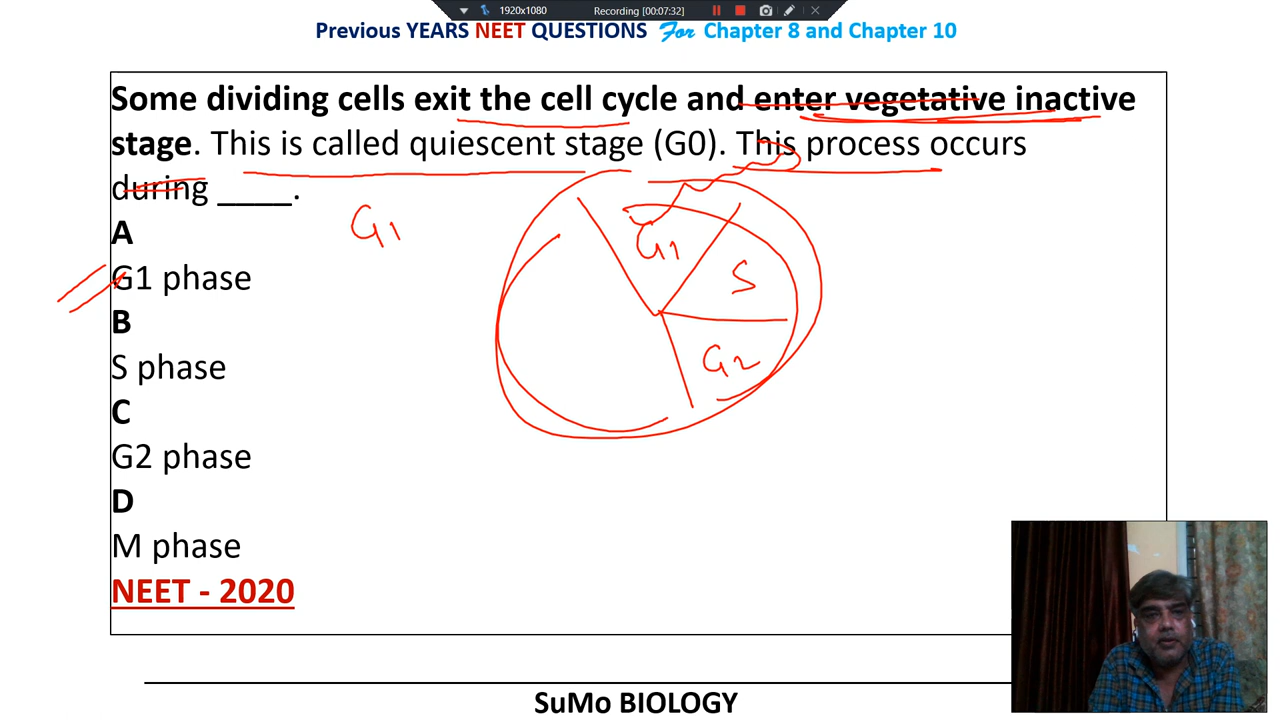 1920x1080 Recording [00:07:32]
Previous YEARS NEET QUESTIONS For Chapter 8 and Chapter 10
Some dividing cells exit the cell cycle and enter vegetative inactive
stage. This is called quiescent stage (G0). This process occurs
during ____.
G1
G1
S
G2
A
G1 phase
B
S phase
C
G2 phase
D
M phase
NEET - 2020
SuMo BIOLOGY